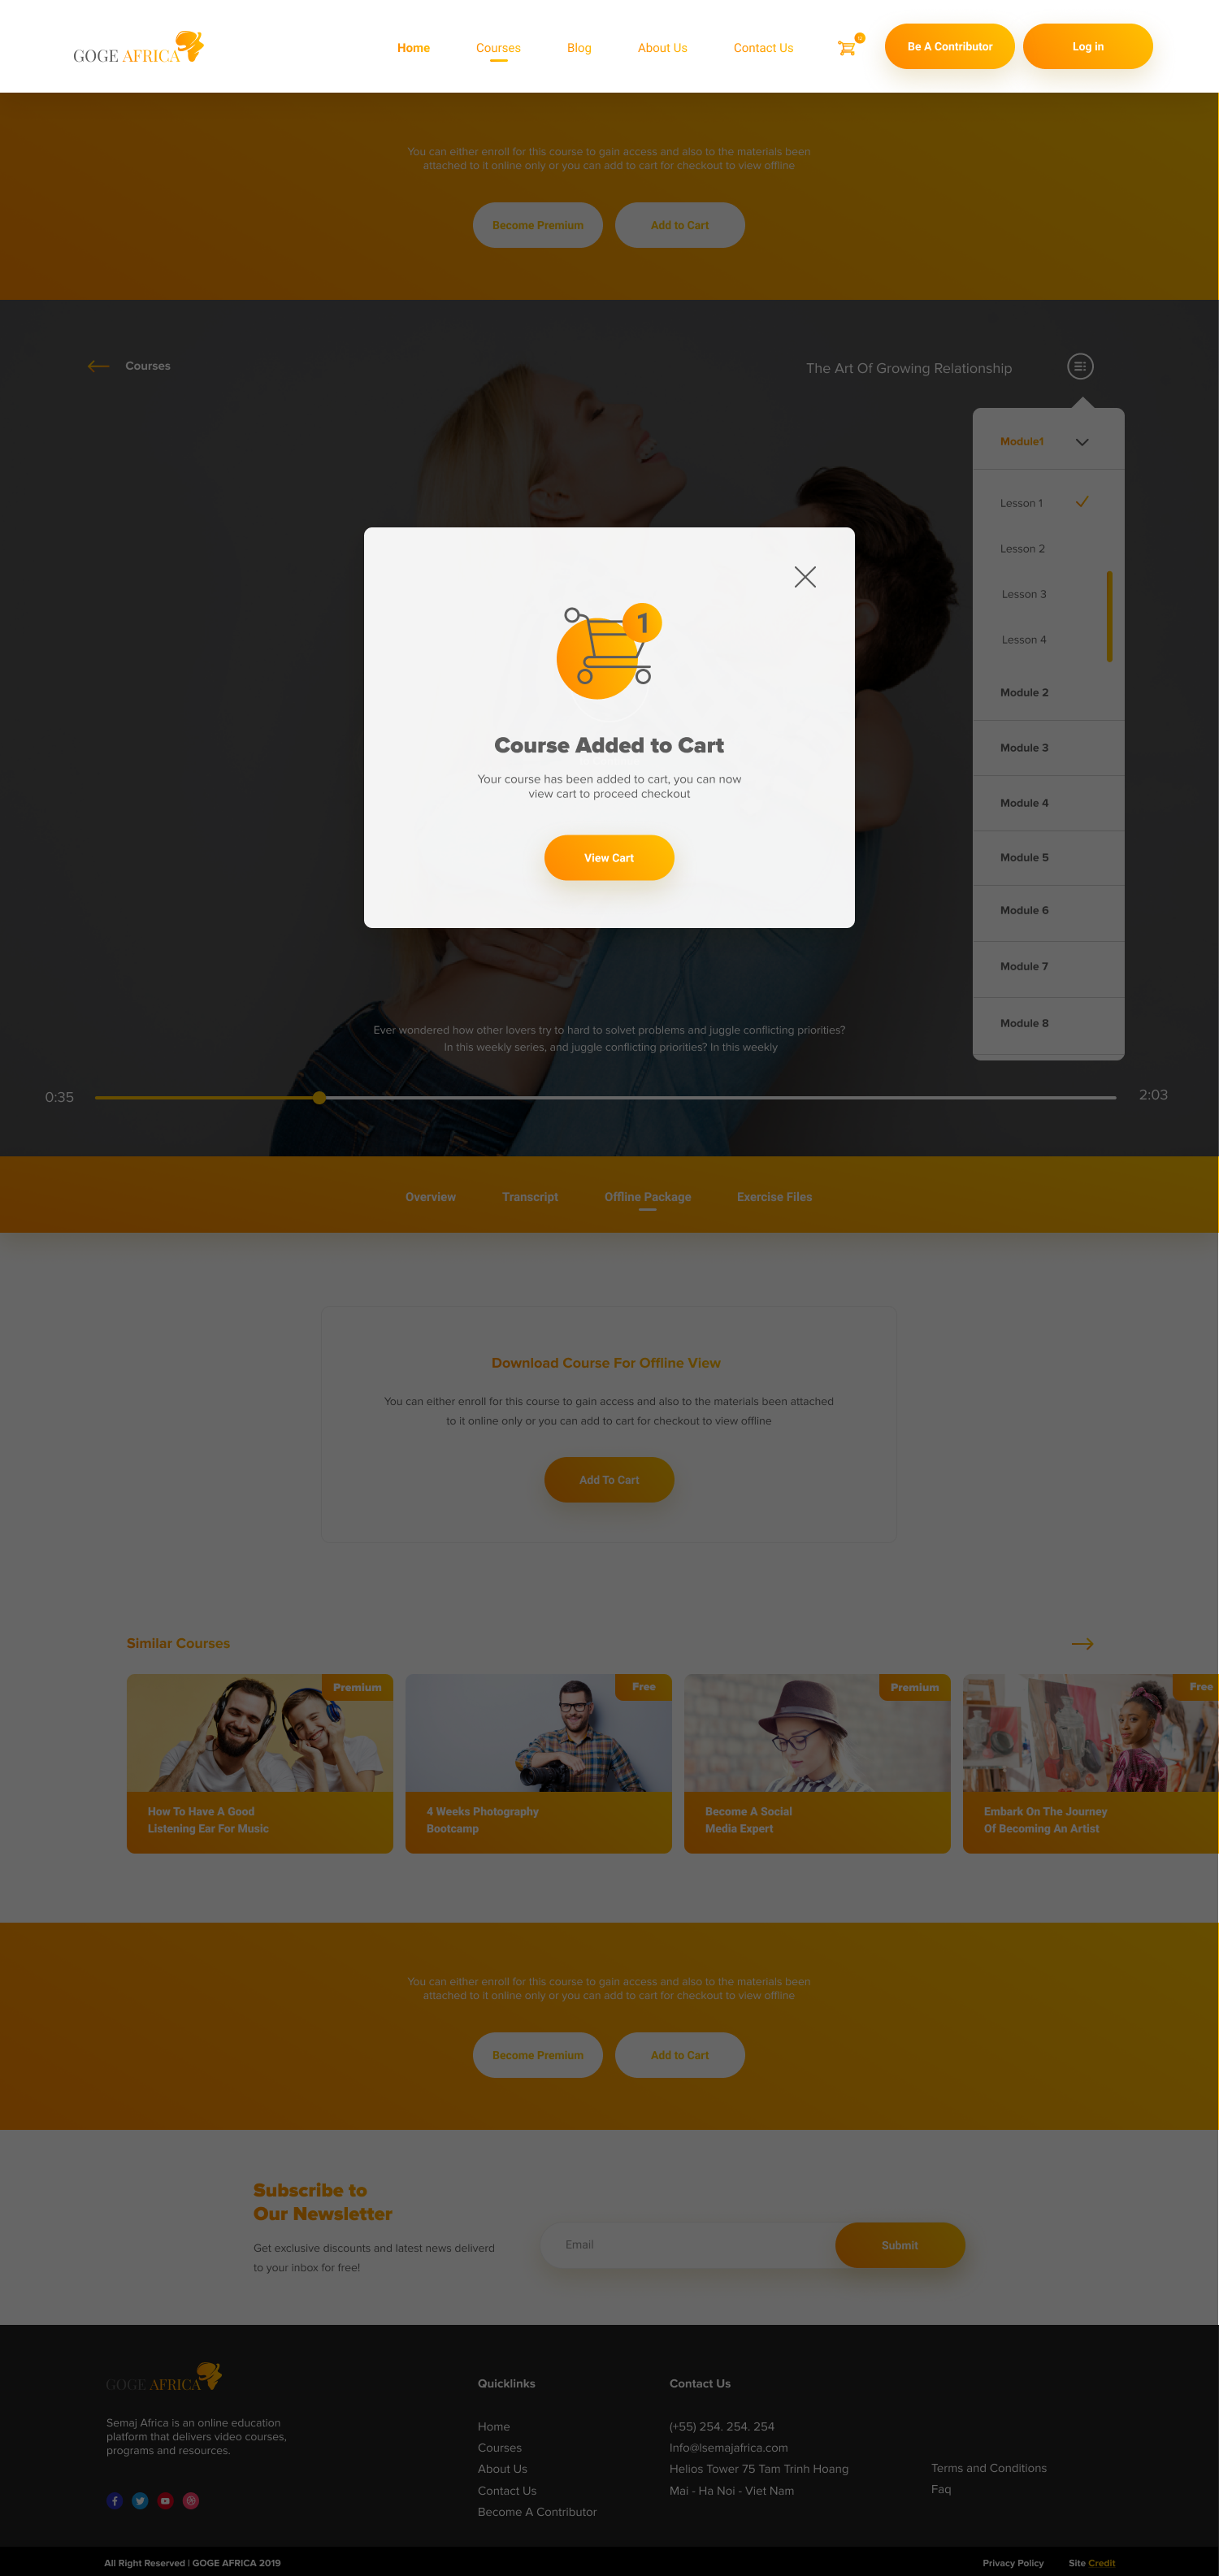 GOGE AFRICA
Home
Courses
Blog
About Us
Contact Us
Be A Contributor
Log in
You can either enroll for this course to gain access and also to the materials been
attached to it online only or you can add to cart for checkout to view offline
Become Premium
Add to Cart
Courses
The Art Of Growing Relationship
Module1
Lesson 1
Lesson 2
Lesson 3
Lesson 4
Module 2
Module 3
Module 4
Module 5
Module 6
Module 7
Module 8
1
Course Added to Cart
Your course has been added to cart, you can now
view cart to proceed checkout
View Cart
Ever wondered how other lovers try to hard to solvet problems and juggle conflicting priorities?
In this weekly series, and juggle conflicting priorities? In this weekly
0:35
2:03
Overview
Transcript
Offline Package
Exercise Files
Download Course For Offline View
You can either enroll for this course to gain access and also to the materials been attached
to it online only or you can add to cart for checkout to view offline
Add To Cart
Similar Courses
Premium
Free
Premium
Free
How To Have A Good
Listening Ear For Music
4 Weeks Photography
Bootcamp
Become A Social
Media Expert
Embark On The Journey
Of Becoming An Artist
You can either enroll for this course to gain access and also to the materials been
attached to it online only or you can add to cart for checkout to view offline
Become Premium
Add to Cart
Subscribe to
Our Newsletter
Get exclusive discounts and latest news deliverd
to your inbox for free!
Email
Submit
GOGE AFRICA
Semaj Africa is an online education
platform that delivers video courses,
programs and resources.
Quicklinks
Home
Courses
About Us
Contact Us
Become A Contributor
Contact Us
(+55) 254. 254. 254
Info@lsemajafrica.com
Helios Tower 75 Tam Trinh Hoang
Mai - Ha Noi - Viet Nam
Terms and Conditions
Faq
All Right Reserved | GOGE AFRICA 2019
Privacy Policy
Site Credit